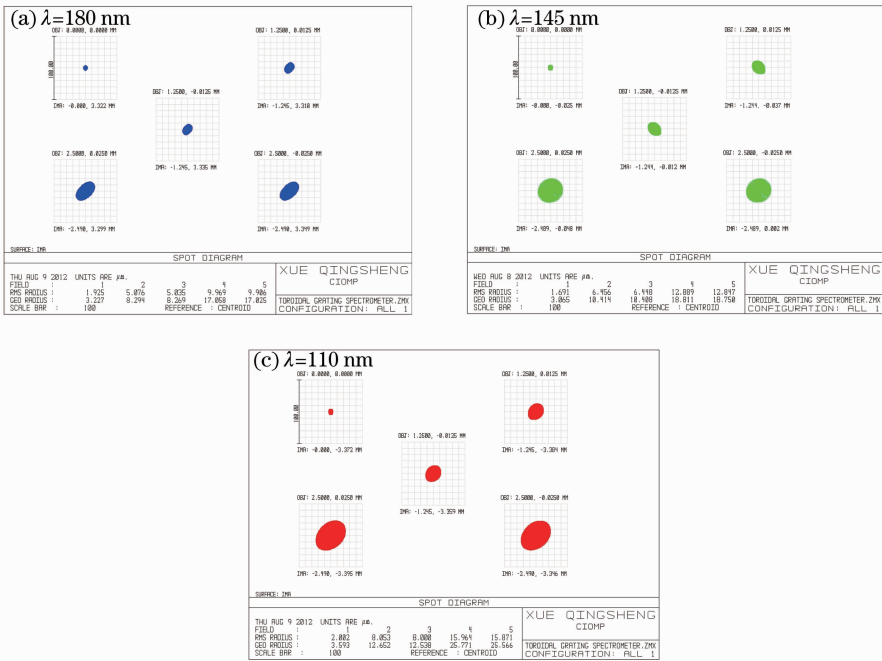 (a) λ=180 nm
OBJ: 0.0000, 0.0000 MM
OBJ: 1.2500, 0.0125 MM
100.00
IMA: -0.000, 3.322 MM
IMA: -1.245, 3.310 MM
OBJ: 1.2500, -0.0125 MM
IMA: -1.245, 3.335 MM
OBJ: 2.5000, 0.0250 MM
OBJ: 2.5000, -0.0250 MM
IMA: -2.490, 3.299 MM
IMA: -2.490, 3.349 MM
SURFACE: IMA
SPOT DIAGRAM
THU AUG 9 2012 UNITS ARE µm.
FIELD : 1 2 3 4 5
RMS RADIUS : 1.925 5.076 5.035 9.969 9.906
GEO RADIUS : 3.227 8.294 8.269 17.058 17.025
SCALE BAR : 100 REFERENCE : CENTROID
XUE QINGSHENG
CIOMP
TOROIDAL GRATING SPECTROMETER.ZMX
CONFIGURATION: ALL 1
(b) λ=145 nm
OBJ: 0.0000, 0.0000 MM
OBJ: 1.2500, 0.0125 MM
100.00
IMA: -0.000, -0.025 MM
IMA: -1.244, -0.037 MM
OBJ: 1.2500, -0.0125 MM
IMA: -1.244, -0.012 MM
OBJ: 2.5000, 0.0250 MM
OBJ: 2.5000, -0.0250 MM
IMA: -2.489, -0.048 MM
IMA: -2.489, 0.002 MM
SURFACE: IMA
SPOT DIAGRAM
WED AUG 8 2012 UNITS ARE µm.
FIELD : 1 2 3 4 5
RMS RADIUS : 1.691 6.456 6.448 12.889 12.847
GEO RADIUS : 3.065 10.414 10.408 18.811 18.750
SCALE BAR : 100 REFERENCE : CENTROID
XUE QINGSHENG
CIOMP
TOROIDAL GRATING SPECTROMETER.ZMX
CONFIGURATION: ALL 1
(c) λ=110 nm
OBJ: 0.0000, 0.0000 MM
OBJ: 1.2500, 0.0125 MM
100.00
IMA: -0.000, -3.372 MM
IMA: -1.245, -3.384 MM
OBJ: 1.2500, -0.0125 MM
IMA: -1.245, -3.359 MM
OBJ: 2.5000, 0.0250 MM
OBJ: 2.5000, -0.0250 MM
IMA: -2.490, -3.395 MM
IMA: -2.490, -3.346 MM
SURFACE: IMA
SPOT DIAGRAM
THU AUG 9 2012 UNITS ARE µm.
FIELD : 1 2 3 4 5
RMS RADIUS : 2.002 8.053 8.000 15.964 15.871
GEO RADIUS : 3.593 12.652 12.538 25.771 25.566
SCALE BAR : 100 REFERENCE : CENTROID
XUE QINGSHENG
CIOMP
TOROIDAL GRATING SPECTROMETER.ZMX
CONFIGURATION: ALL 1